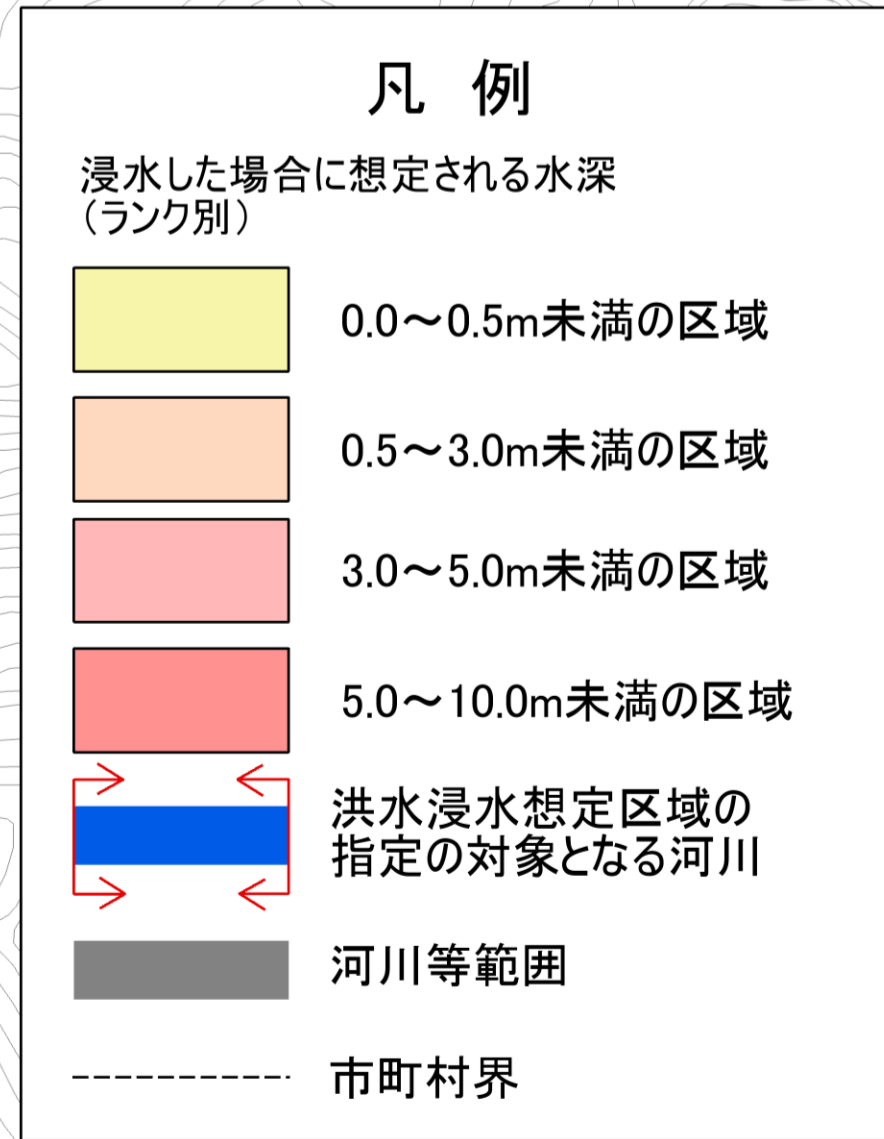 凡 例
浸水した場合に想定される水深
（ランク別）
0.0～0.5m未満の区域
0.5～3.0m未満の区域
3.0～5.0m未満の区域
5.0～10.0m未満の区域
洪水浸水想定区域の
指定の対象となる河川
河川等範囲
市町村界